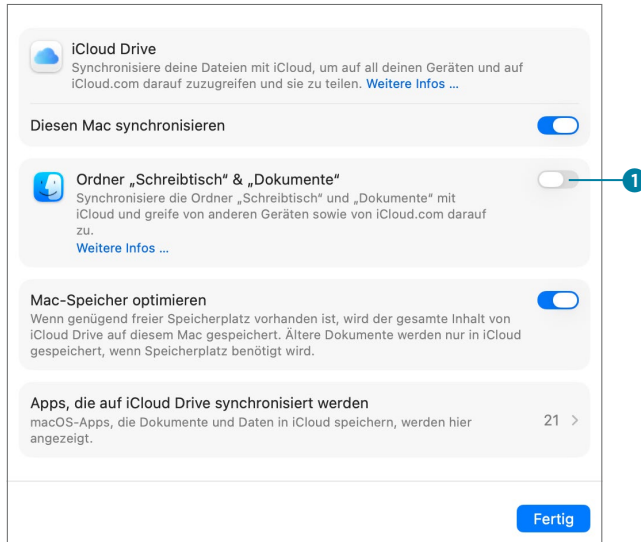 iCloud Drive
Synchronisiere deine Dateien mit iCloud, um auf all deinen Geräten und auf
iCloud.com darauf zuzugreifen und sie zu teilen. Weitere Infos ...
Diesen Mac synchronisieren
Ordner „Schreibtisch“ & „Dokumente“
1
Synchronisiere die Ordner „Schreibtisch“ und „Dokumente“ mit
iCloud und greife von anderen Geräten sowie von iCloud.com darauf
zu.
Weitere Infos ...
Mac-Speicher optimieren
Wenn genügend freier Speicherplatz vorhanden ist, wird der gesamte Inhalt von
iCloud Drive auf diesem Mac gespeichert. Ältere Dokumente werden nur in iCloud
gespeichert, wenn Speicherplatz benötigt wird.
Apps, die auf iCloud Drive synchronisiert werden
macOS-Apps, die Dokumente und Daten in iCloud speichern, werden hier
angezeigt.
21
Fertig